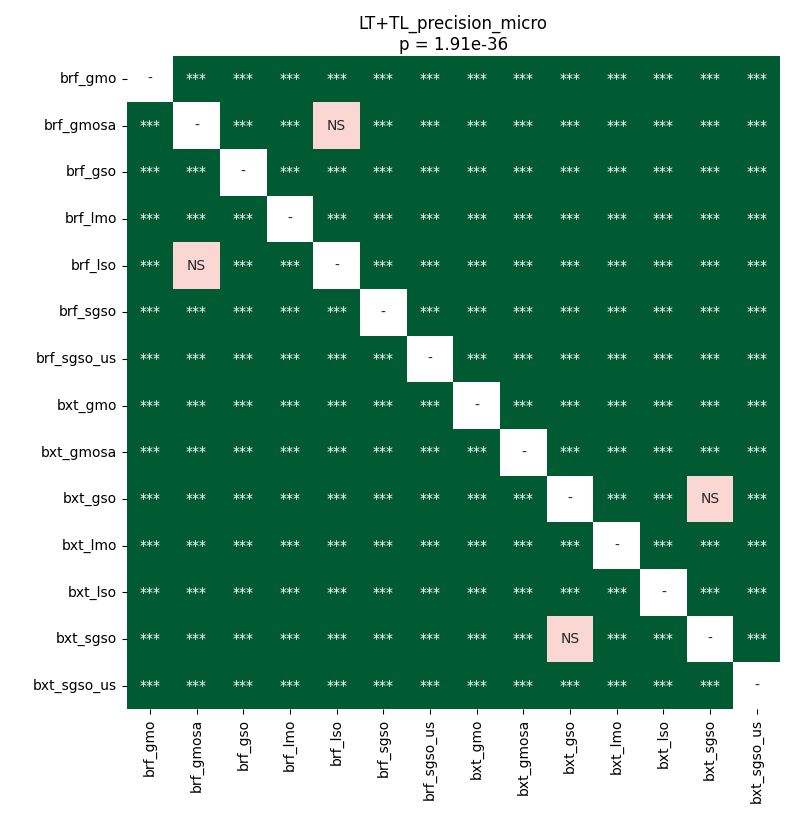 LT+TL_precision_micro
p = 1.91e-36
brf_gmo - *** *** *** *** *** *** *** *** *** *** *** *** ***
brf_gmosa *** - *** *** NS *** *** *** *** *** *** *** *** ***
brf_gso *** *** - *** *** *** *** *** *** *** *** *** *** ***
brf_lmo *** *** *** - *** *** *** *** *** *** *** *** *** ***
brf_lso *** NS *** *** - *** *** *** *** *** *** *** *** ***
brf_sgso *** *** *** *** *** - *** *** *** *** *** *** *** ***
brf_sgso_us *** *** *** *** *** *** - *** *** *** *** *** *** ***
bxt_gmo *** *** *** *** *** *** *** - *** *** *** *** *** ***
bxt_gmosa *** *** *** *** *** *** *** *** - *** *** *** *** ***
bxt_gso *** *** *** *** *** *** *** *** *** - *** *** NS ***
bxt_lmo *** *** *** *** *** *** *** *** *** *** - *** *** ***
bxt_lso *** *** *** *** *** *** *** *** *** *** *** - *** ***
bxt_sgso *** *** *** *** *** *** *** *** *** NS *** *** - ***
bxt_sgso_us *** *** *** *** *** *** *** *** *** *** *** *** *** -
brf_gmo brf_gmosa brf_gso brf_lmo brf_lso brf_sgso brf_sgso_us bxt_gmo bxt_gmosa bxt_gso bxt_lmo bxt_lso bxt_sgso bxt_sgso_us